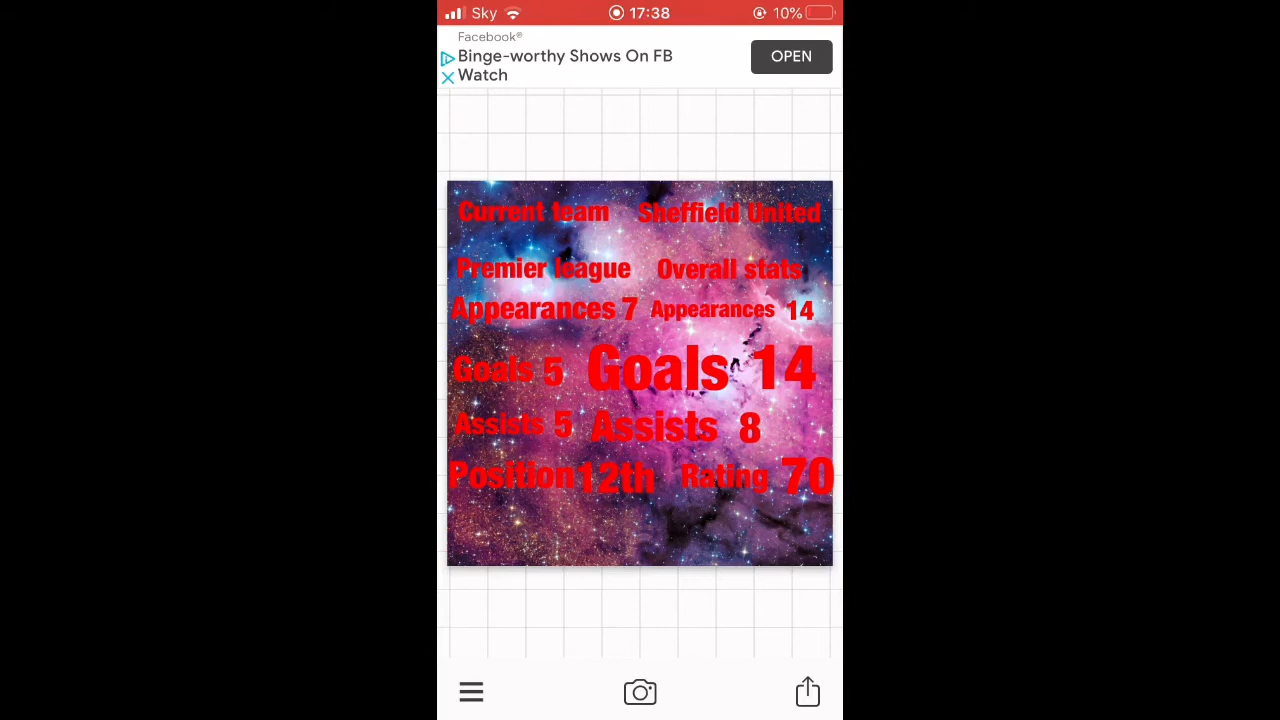 Sky 17:38 10%
Facebook®
Binge-worthy Shows On FB
Watch
OPEN
Current team Sheffield United
Premier league Overall stats
Appearances 7 Appearances 14
Goals 5 Goals 14
Assists 5 Assists 8
Position 12th Rating 70